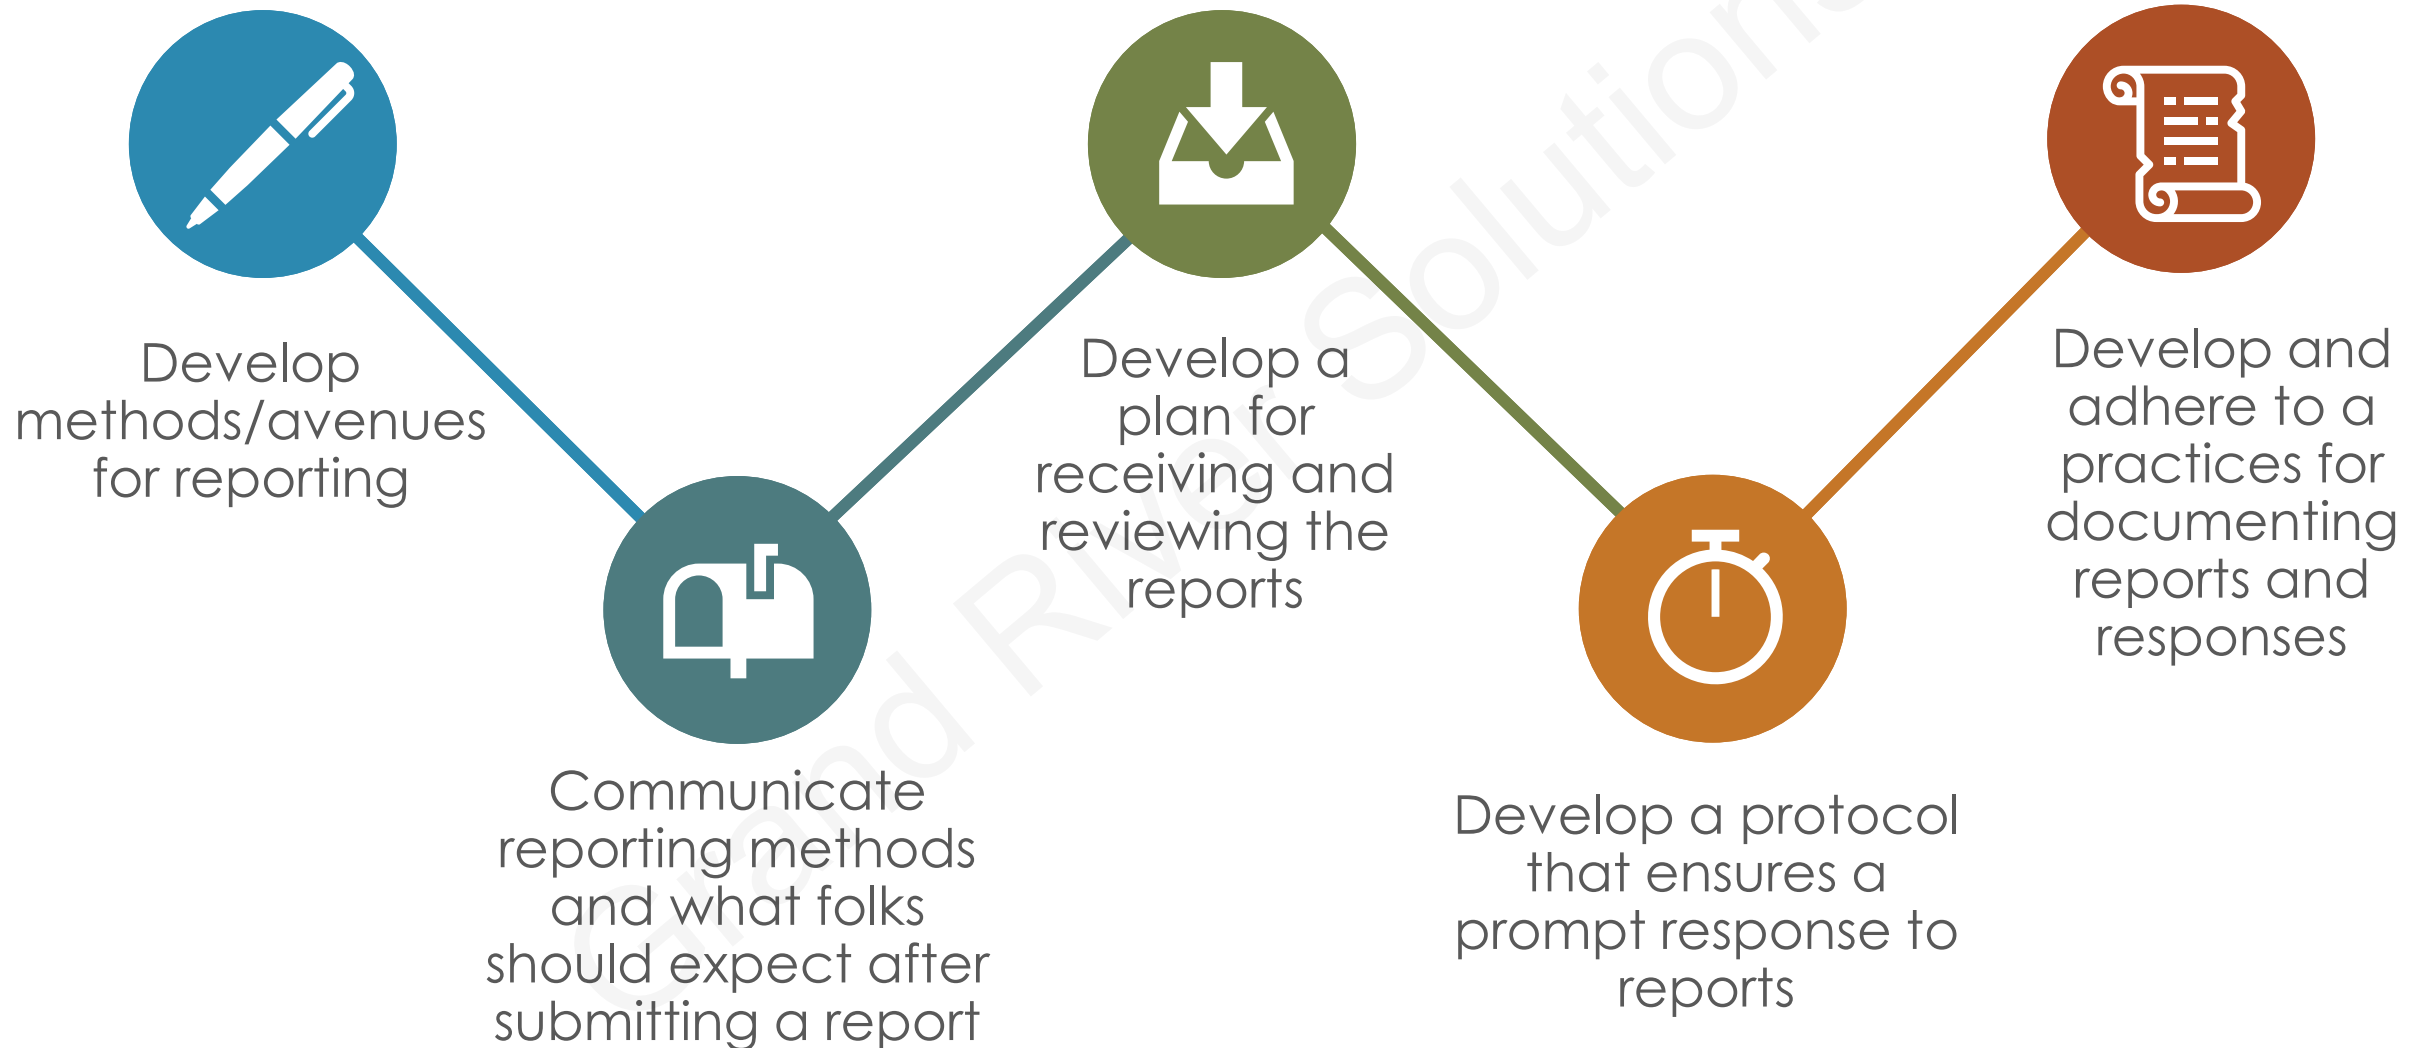 Develop
methods/avenues
for reporting
Communicate
reporting methods
and what folks
should expect after
submitting a report
Develop a
plan for
receiving and
reviewing the
reports
Develop a protocol
that ensures a
prompt response to
reports
Develop and
adhere to a
practices for
documenting
reports and
responses
Grand River Solutions